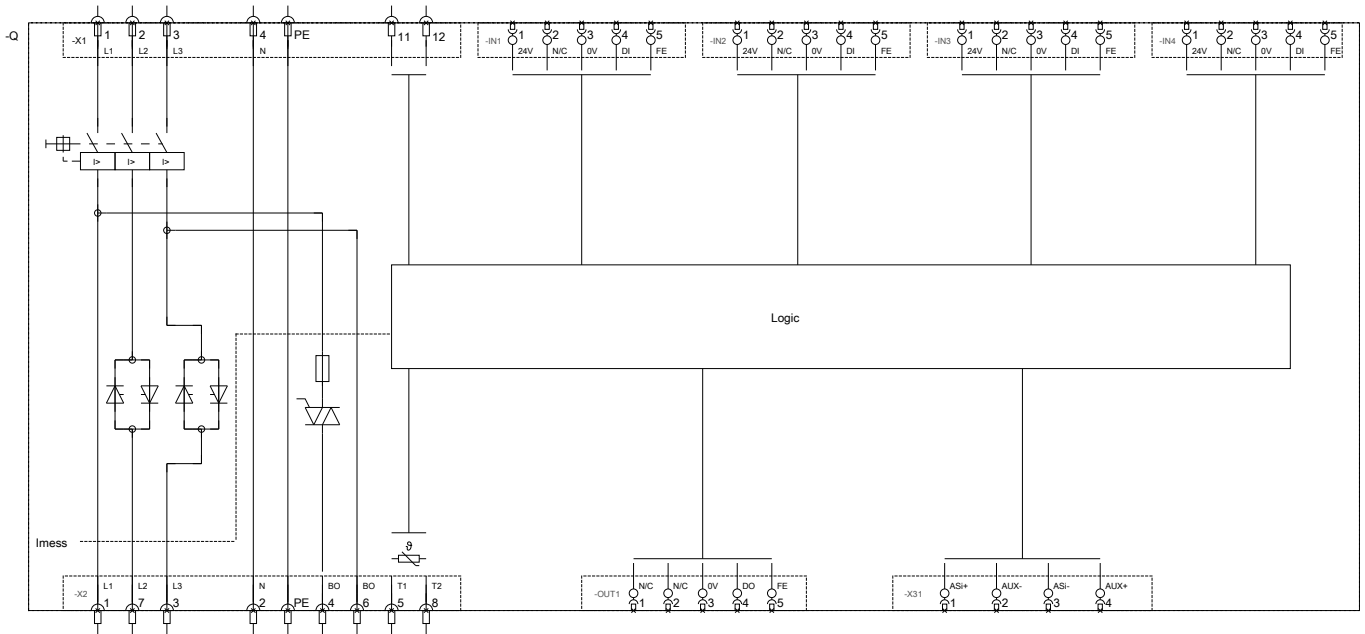 -Q
-X1 1 2 3 4 PE 11 12
L1 L2 L3 N
-IN1 1 2 3 4 5
24V N/C 0V DI FE
-IN2 1 2 3 4 5
24V N/C 0V DI FE
-IN3 1 2 3 4 5
24V N/C 0V DI FE
-IN4 1 2 3 4 5
24V N/C 0V DI FE
I> I> I>
Logic
Imess
ϑ
L1 L2 L3 N BO BO T1 T2
-X2 1 7 3 2 PE 4 6 5 8
N/C N/C 0V DO FE
-OUT1 1 2 3 4 5
ASi+ AUX- ASi- AUX+
-X31 1 2 3 4